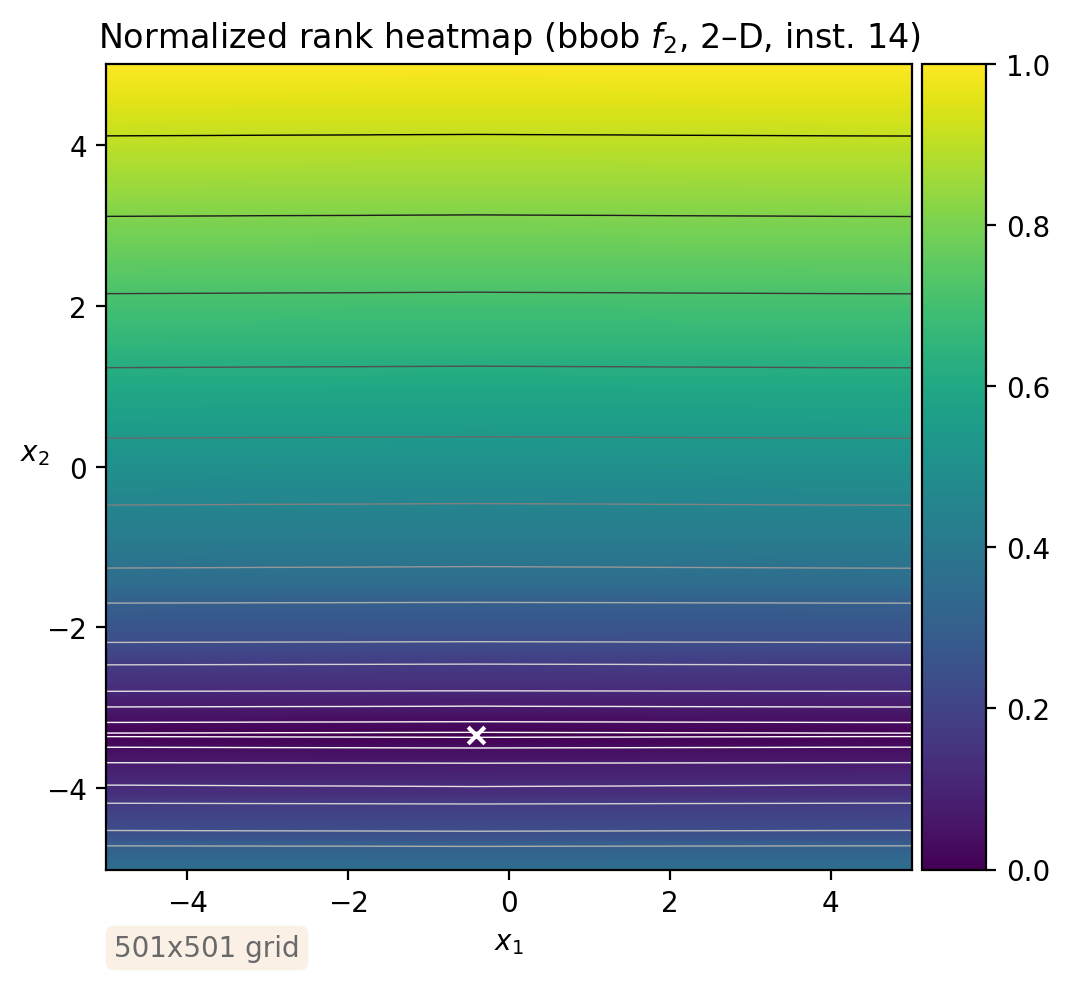 Normalized rank heatmap (bbob f₂, 2–D, inst. 14)
1.0
4
0.8
2
0.6
x₂
0
0.4
−2
0.2
−4
0.0
−4 −2 0 2 4
501x501 grid
x₁